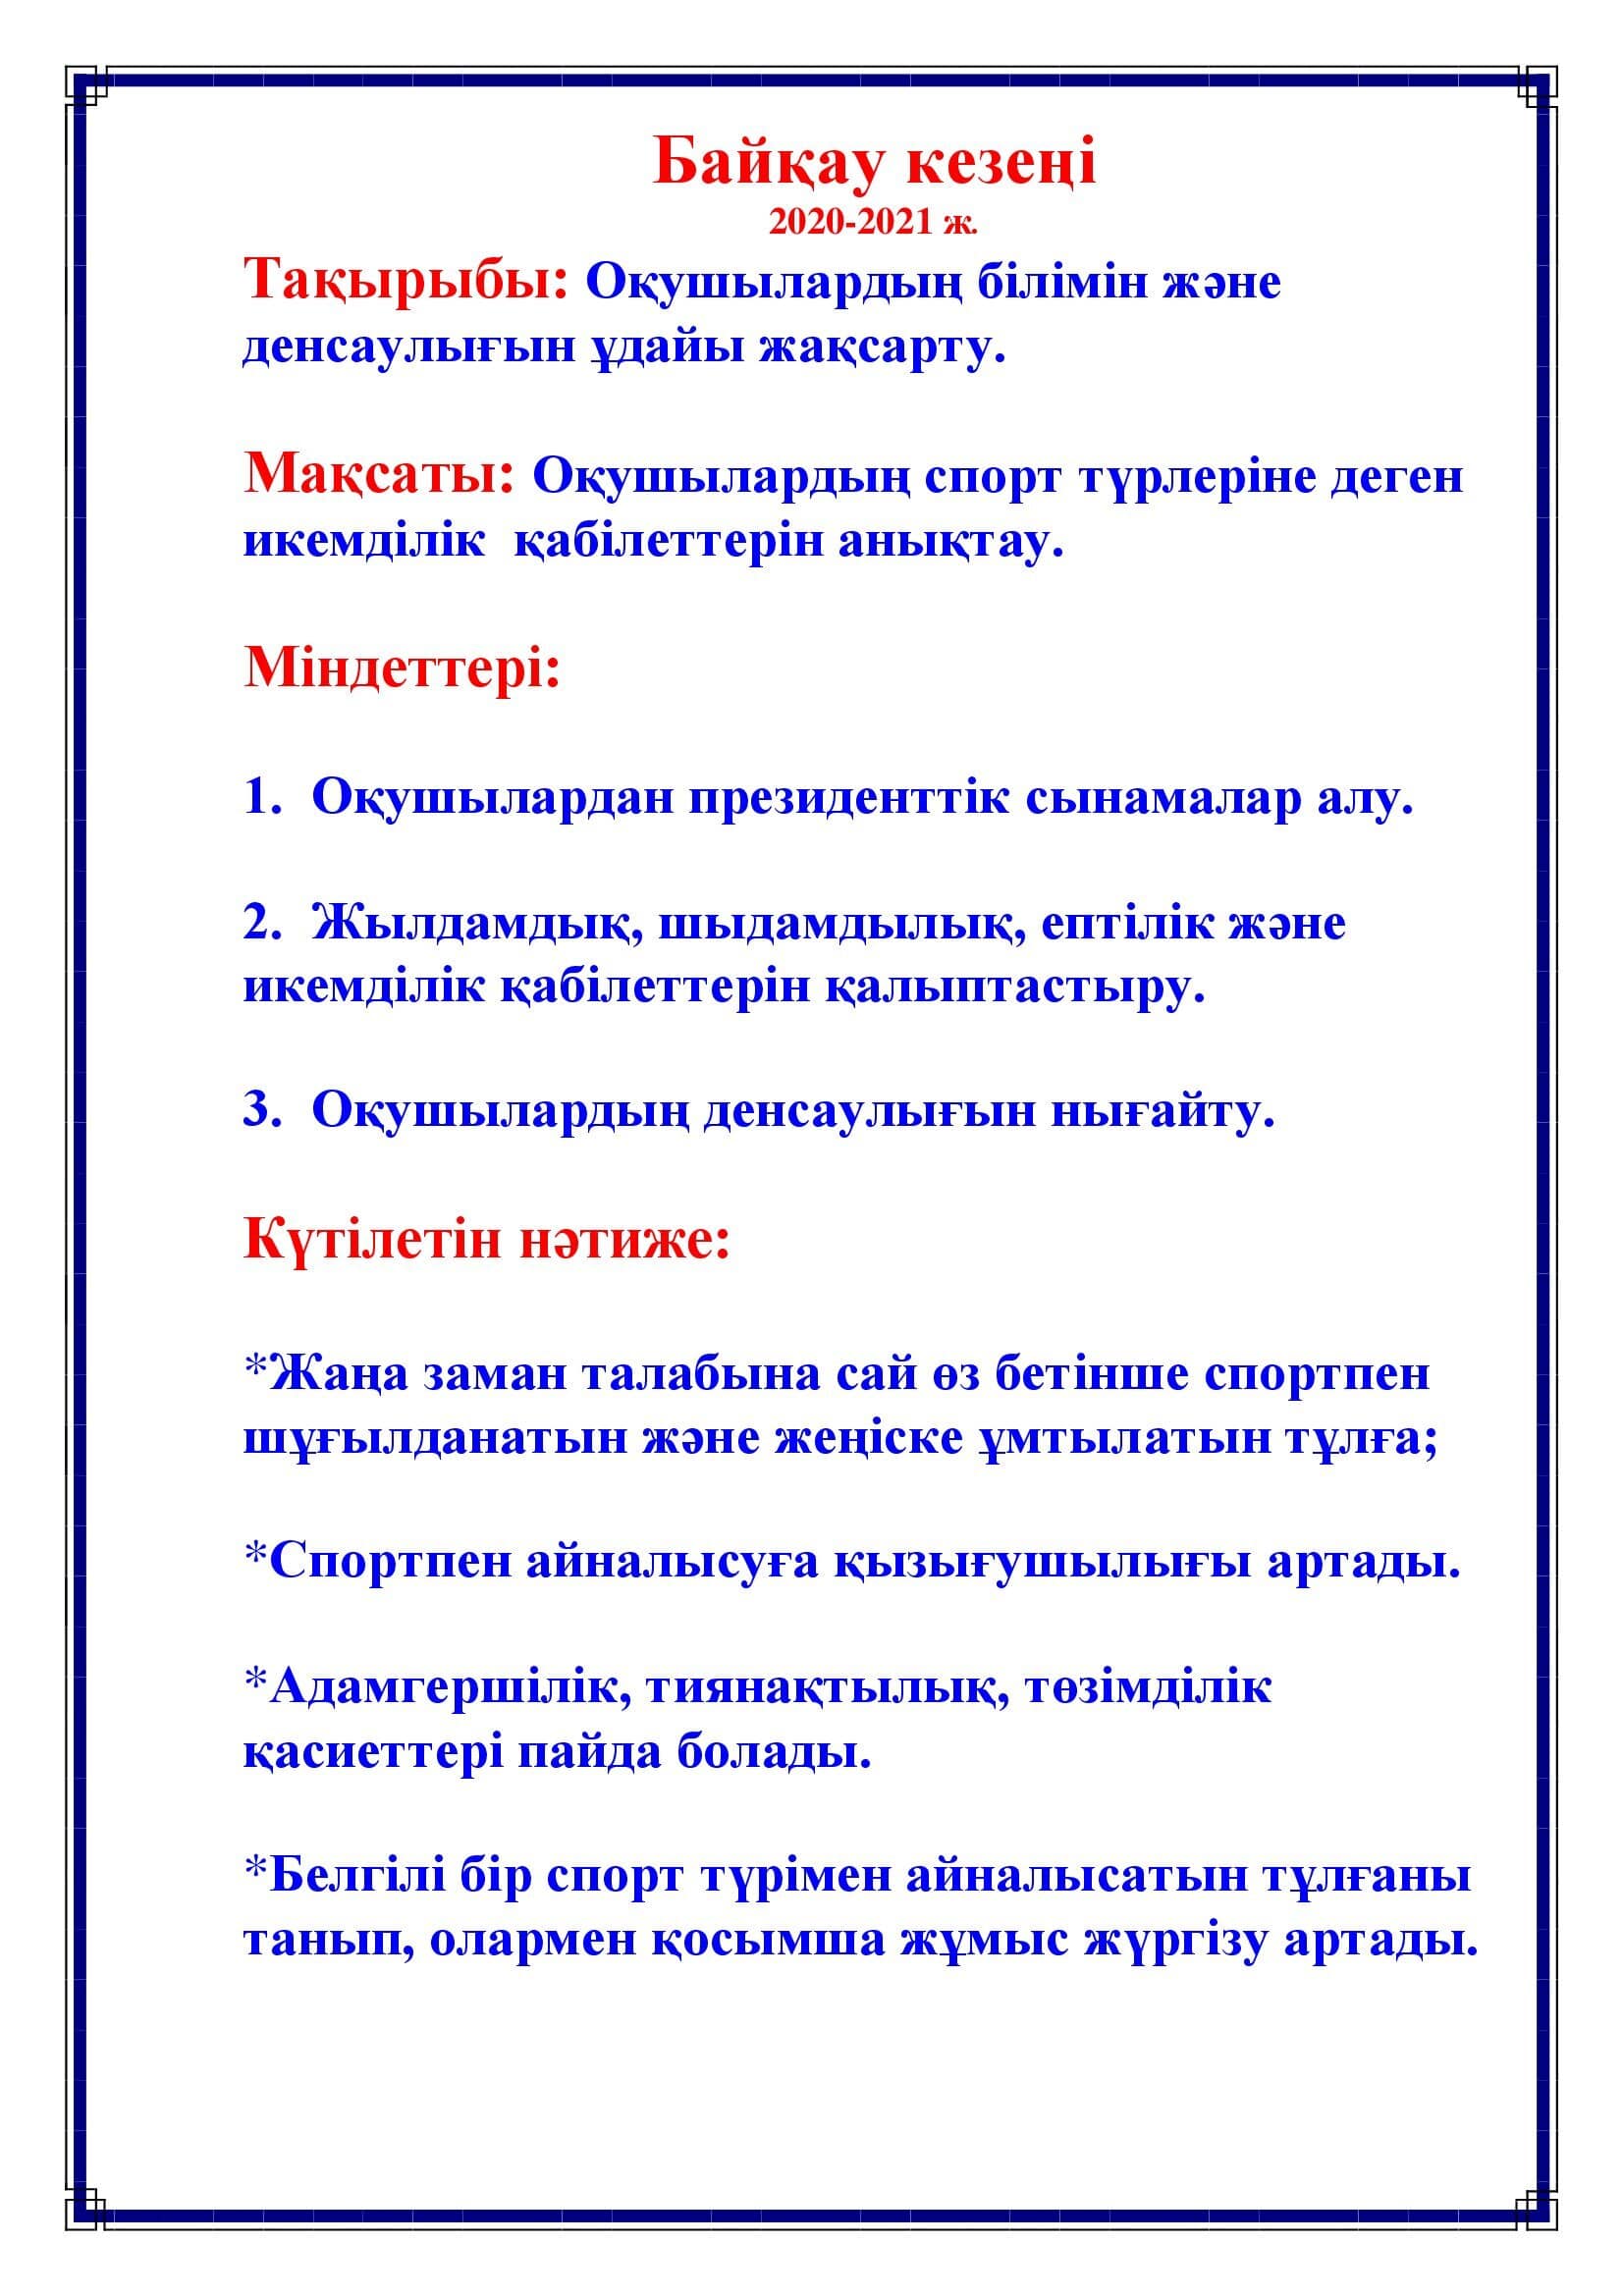 Байқау кезеңі
2020-2021 ж.
Тақырыбы: Оқушылардың білімін және
денсаулығын ұдайы жақсарту.
Мақсаты: Оқушылардың спорт түрлеріне деген
икемділік  қабілеттерін анықтау.
Міндеттері:
1.  Оқушылардан президенттік сынамалар алу.
2.  Жылдамдық, шыдамдылық, ептілік және
икемділік қабілеттерін қалыптастыру.
3.  Оқушылардың денсаулығын нығайту.
Күтілетін нәтиже:
*Жаңа заман талабына сай өз бетінше спортпен
шұғылданатын және жеңіске ұмтылатын тұлға;
*Спортпен айналысуға қызығушылығы артады.
*Адамгершілік, тиянақтылық, төзімділік
қасиеттері пайда болады.
*Белгілі бір спорт түрімен айналысатын тұлғаны
танып, олармен қосымша жұмыс жүргізу артады.